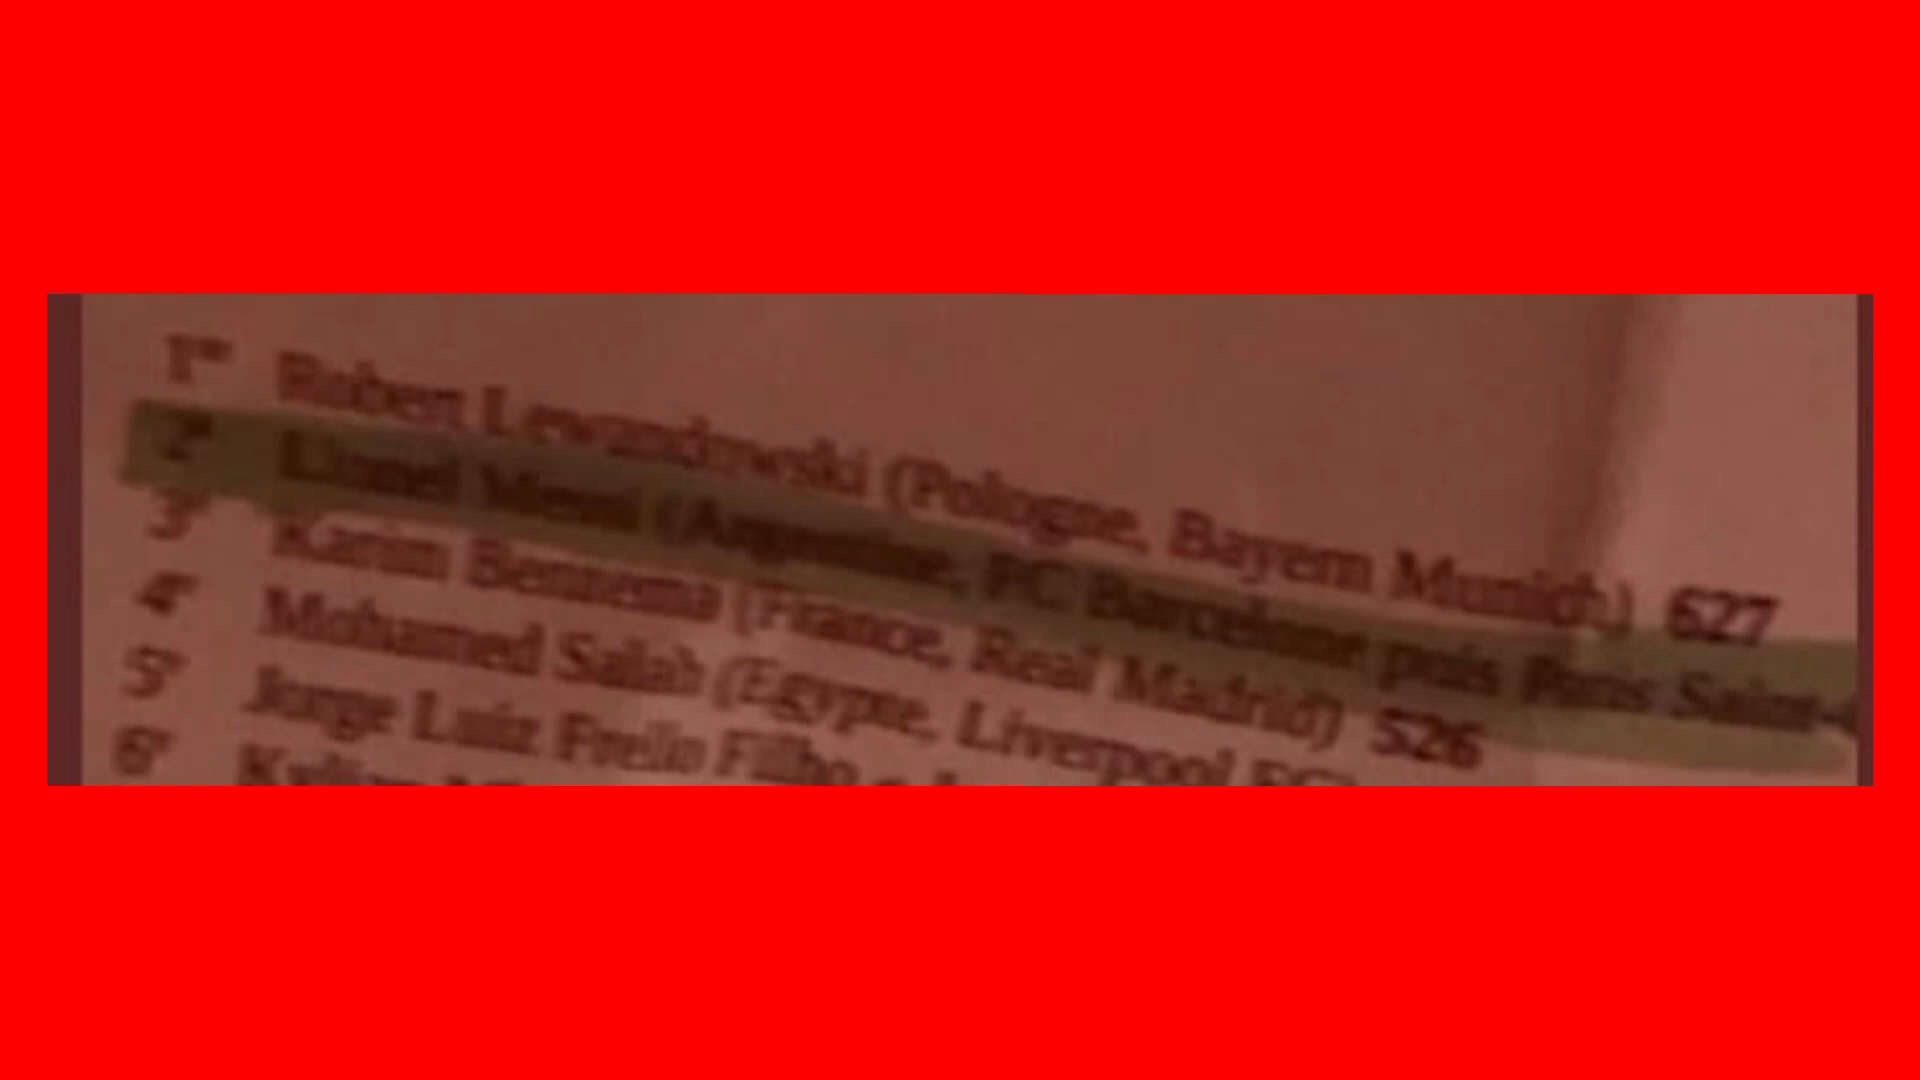 1er Robert Lewandowski (Pologne, Bayern Munich) 627
2e Lionel Messi (Argentine, FC Barcelone puis Paris Saint-
3e Karim Benzema (France, Real Madrid) 526
4e Mohamed Salah (Egypte, Liverpool FC)
5e Jorge Luiz Frello Filho
6e Kylian